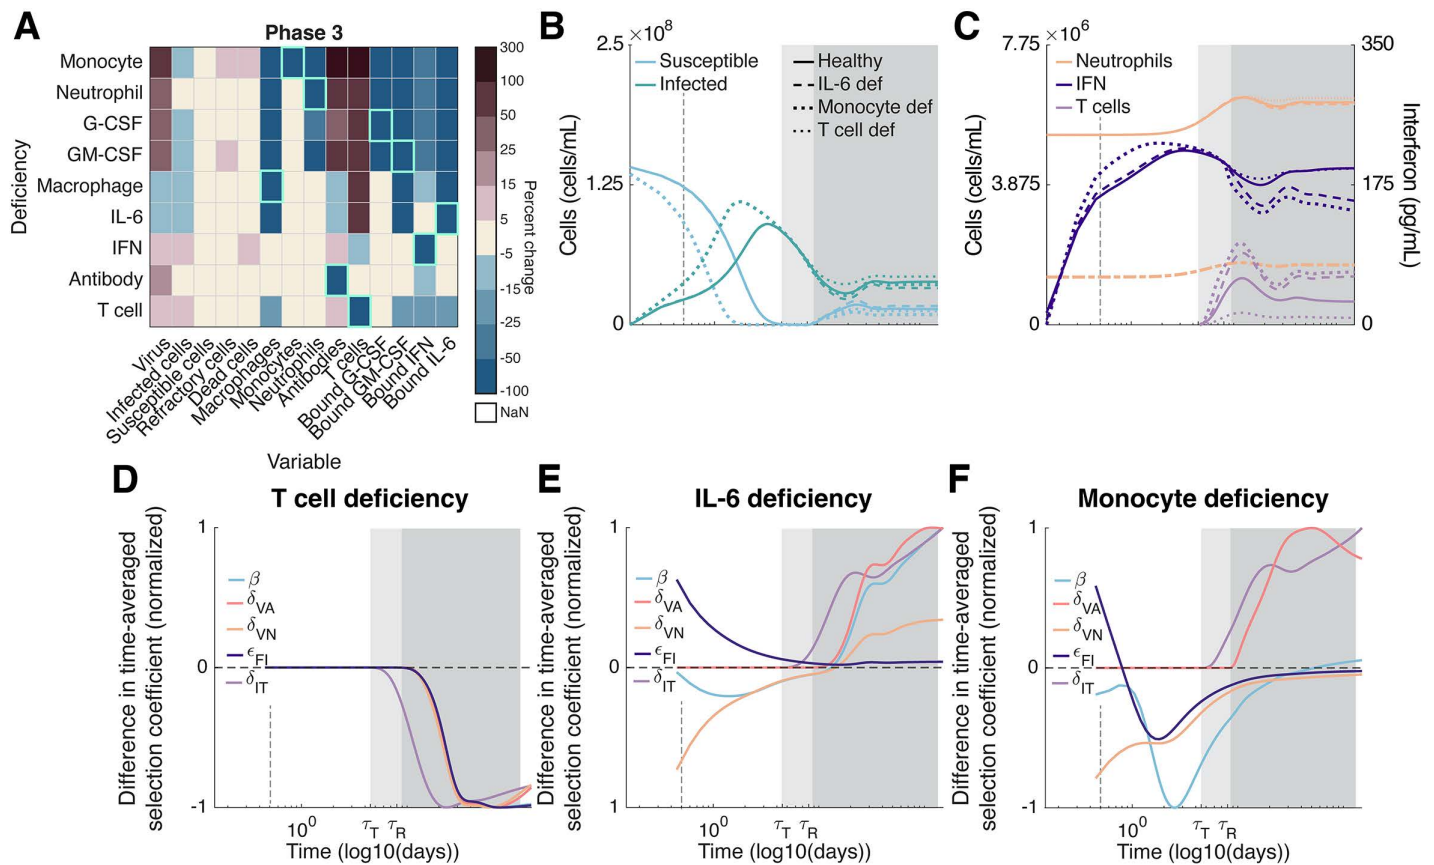 A
Phase 3
Deficiency
Monocyte
Neutrophil
G-CSF
GM-CSF
Macrophage
IL-6
IFN
Antibody
T cell
Virus
Infected cells
Susceptible cells
Refractory cells
Dead cells
Macrophages
Monocytes
Neutrophils
Antibodies
T cells
Bound G-CSF
Bound GM-CSF
Bound IFN
Bound IL-6
Variable
300
100
50
25
15
5
-5
-15
-25
-50
-100
NaN
Percent change
B
2.5 ×10⁸
1.25
0
Cells (cells/mL)
Susceptible
Infected
Healthy
IL-6 def
Monocyte def
T cell def
C
7.75 ×10⁶
3.875
0
Cells (cells/mL)
Neutrophils
IFN
T cells
350
175
0
Interferon (pg/mL)
D
T cell deficiency
Difference in time-averaged
selection coefficient (normalized)
1
0
-1
β
δVA
δVN
ϵFI
δIT
10⁰
τT τR
Time (log10(days))
E
IL-6 deficiency
Difference in time-averaged
selection coefficient (normalized)
1
0
1
β
δVA
δVN
ϵFI
δIT
10⁰
τT τR
Time (log10(days))
F
Monocyte deficiency
Difference in time-averaged
selection coefficient (normalized)
1
0
-1
β
δVA
δVN
ϵFI
δIT
10⁰
τT τR
Time (log10(days))